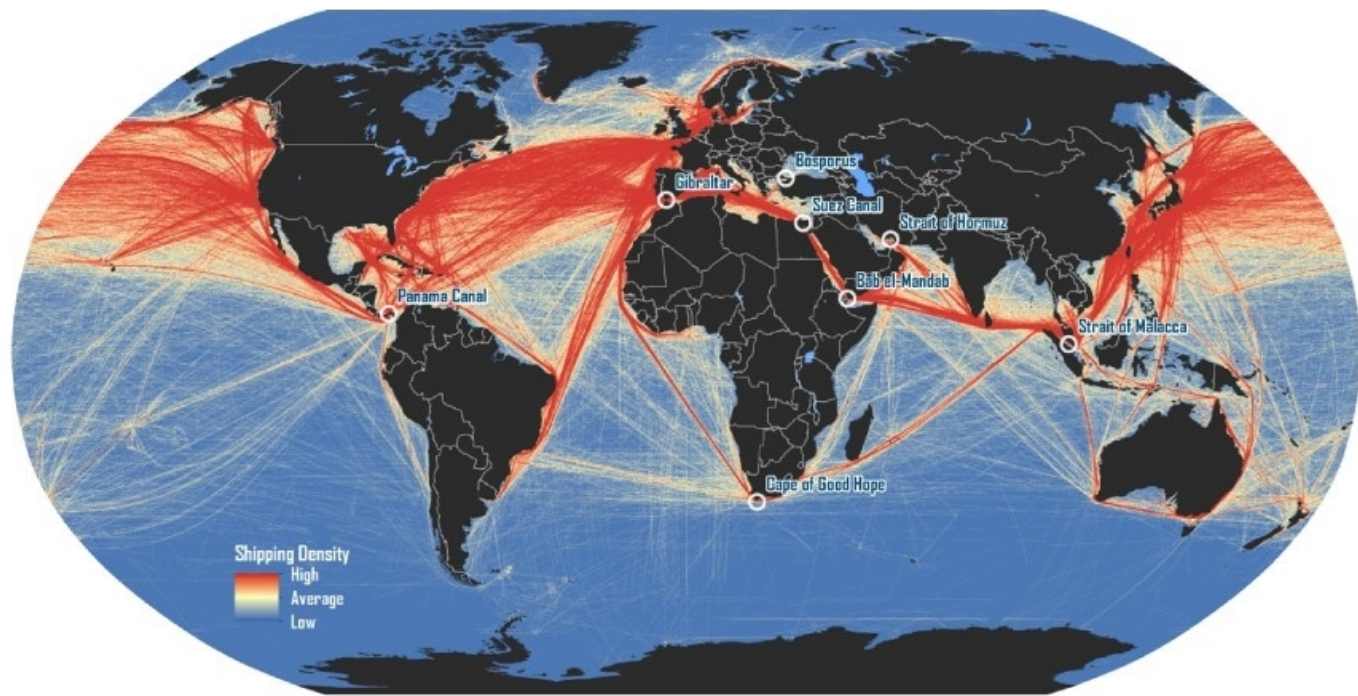 Bosporus
Gibraltar
Suez Canal
Strait of Hormuz
Bab el-Mandab
Panama Canal
Strait of Malacca
Cape of Good Hope
Shipping Density
High
Average
Low